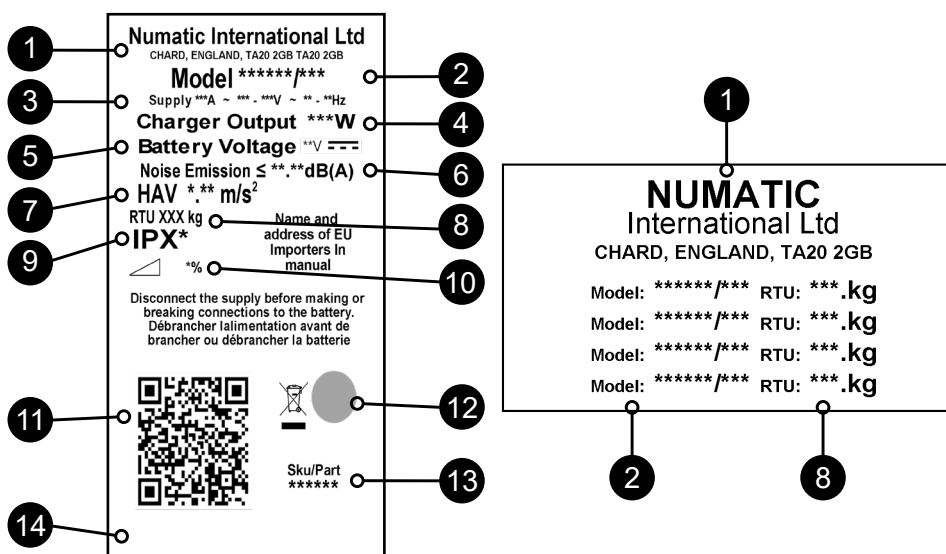 1
Numatic International Ltd
CHARD, ENGLAND, TA20 2GB TA20 2GB
2
Model ******/***
3
Supply ***A ~ *** - ***V ~ ** - **Hz
4
Charger Output ***W
5
Battery Voltage **V
6
Noise Emission ≤ **.**dB(A)
7
HAV *.** m/s²
8
RTU XXX kg
9
IPX*
Name and
address of EU
Importers In
manual
10
*%
Disconnect the supply before making or
breaking connections to the battery.
Débrancher lalimentation avant de
brancher ou débrancher la batterie
11
12
Sku/Part
******
13
14
1
NUMATIC
International Ltd
CHARD, ENGLAND, TA20 2GB
Model: ******/*** RTU: ***.kg
Model: ******/*** RTU: ***.kg
Model: ******/*** RTU: ***.kg
Model: ******/*** RTU: ***.kg
2
8